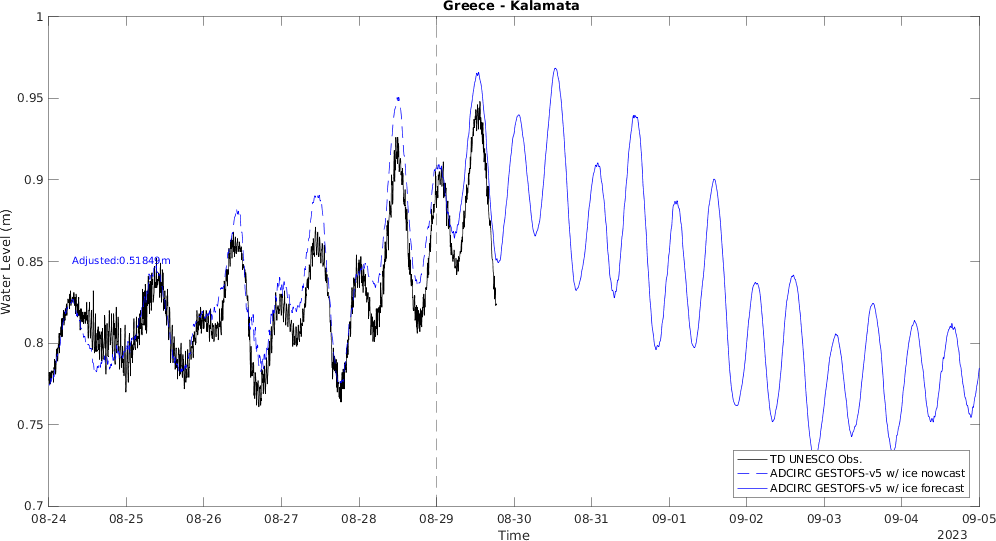 Greece - Kalamata
Water Level (m)
1
0.95
0.9
0.85
0.8
0.75
0.7
Adjusted:0.51849m
TD UNESCO Obs.
ADCIRC GESTOFS-v5 w/ ice nowcast
ADCIRC GESTOFS-v5 w/ ice forecast
08-24 08-25 08-26 08-27 08-28 08-29 08-30 08-31 09-01 09-02 09-03 09-04 09-05
Time
2023